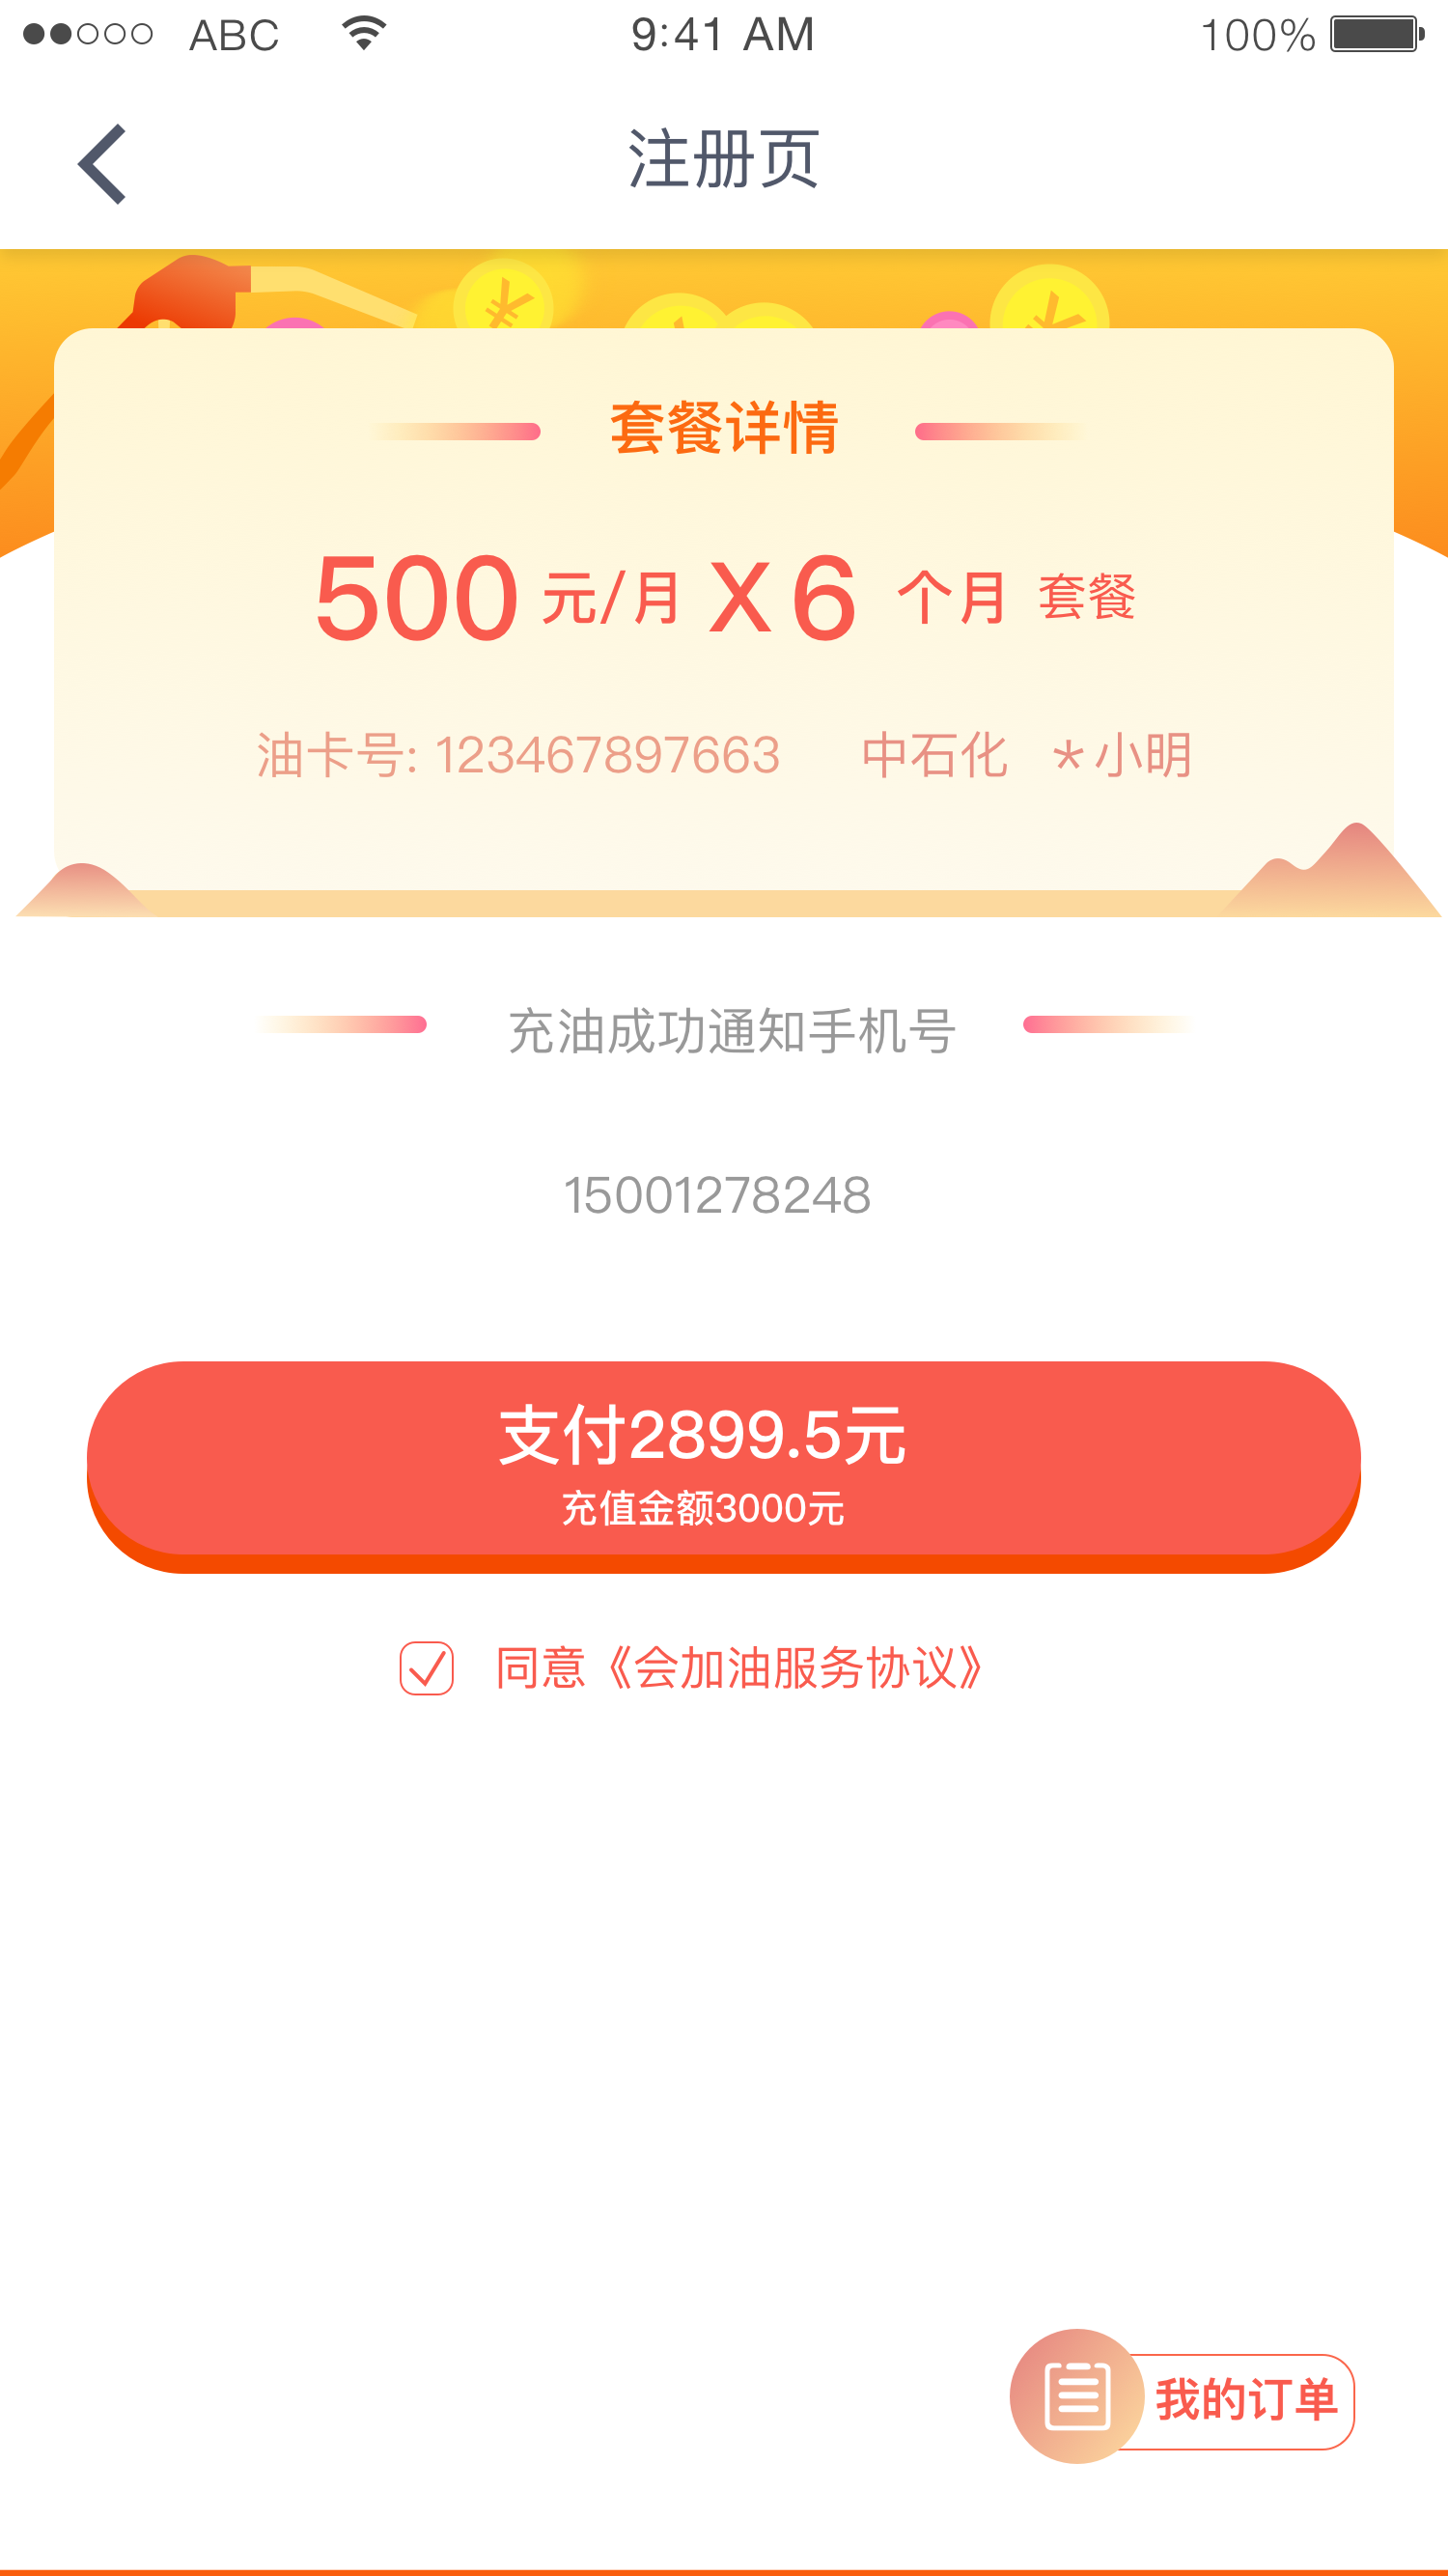 ABC 9:41 AM 100%
注册页
套餐详情
500 元/月 X 6 个月 套餐
油卡号: 123467897663 中石化 *小明
充油成功通知手机号
15001278248
支付2899.5元
充值金额3000元
同意《会加油服务协议》
我的订单